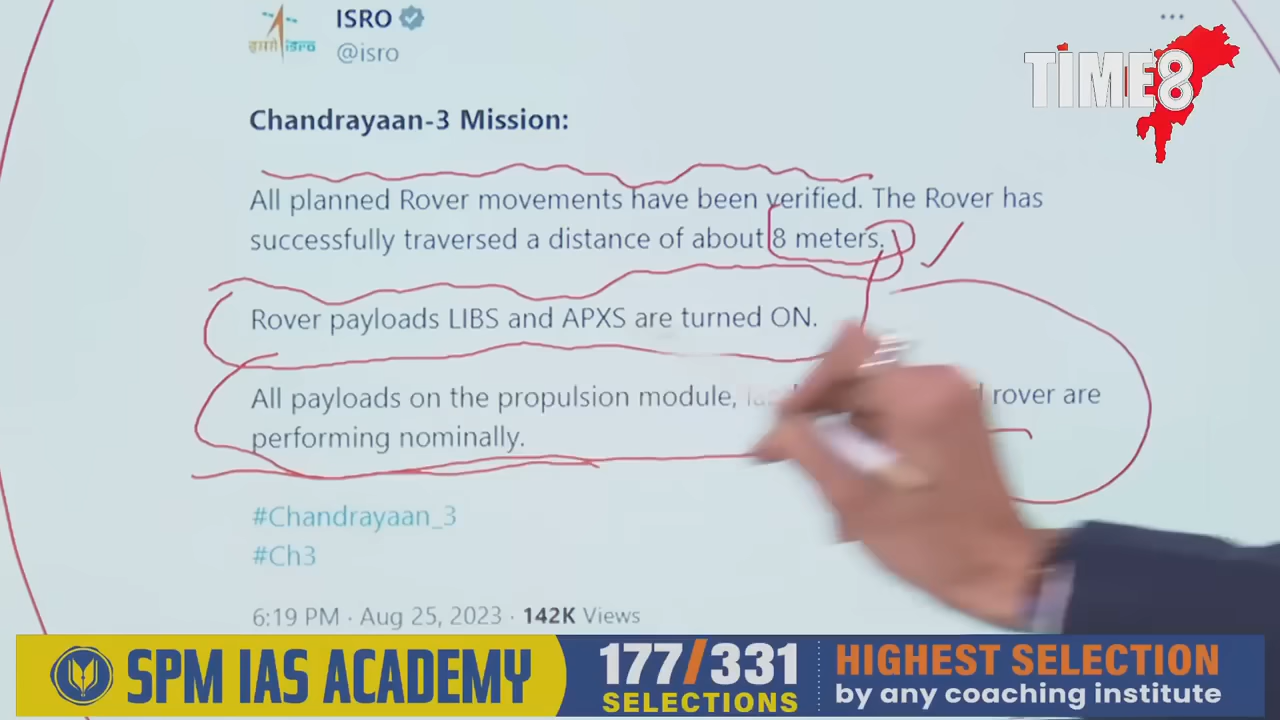 ISRO
इसरो isro
@isro
TIME8
Chandrayaan-3 Mission:
All planned Rover movements have been verified. The Rover has
successfully traversed a distance of about 8 meters.
Rover payloads LIBS and APXS are turned ON.
All payloads on the propulsion module, rover are
performing nominally.
#Chandrayaan_3
#Ch3
6:19 PM · Aug 25, 2023 · 142K Views
SPM IAS ACADEMY
177/331
SELECTIONS
HIGHEST SELECTION
by any coaching institute